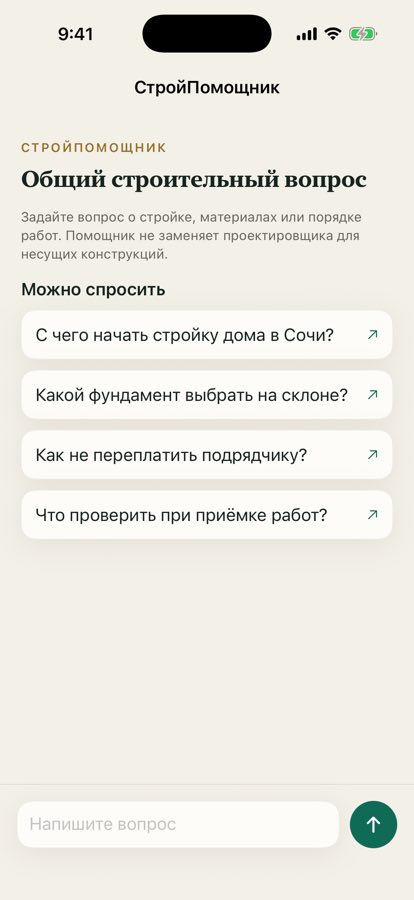 9:41
СтройПомощник
СТРОЙПОМОЩНИК
Общий строительный вопрос
Задайте вопрос о стройке, материалах или порядке
работ. Помощник не заменяет проектировщика для
несущих конструкций.
Можно спросить
С чего начать стройку дома в Сочи?
Какой фундамент выбрать на склоне?
Как не переплатить подрядчику?
Что проверить при приёмке работ?
Напишите вопрос